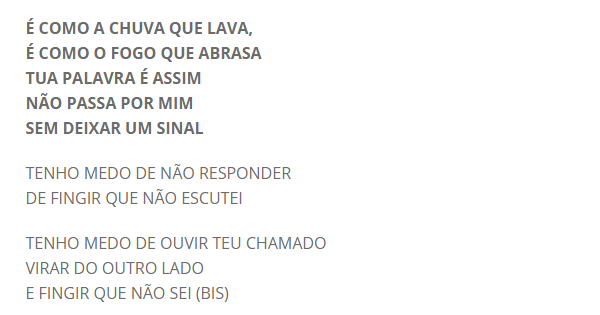 É COMO A CHUVA QUE LAVA,
É COMO O FOGO QUE ABRASA
TUA PALAVRA É ASSIM
NÃO PASSA POR MIM
SEM DEIXAR UM SINAL
TENHO MEDO DE NÃO RESPONDER
DE FINGIR QUE NÃO ESCUTEI
TENHO MEDO DE OUVIR TEU CHAMADO
VIRAR DO OUTRO LADO
E FINGIR QUE NÃO SEI (BIS)